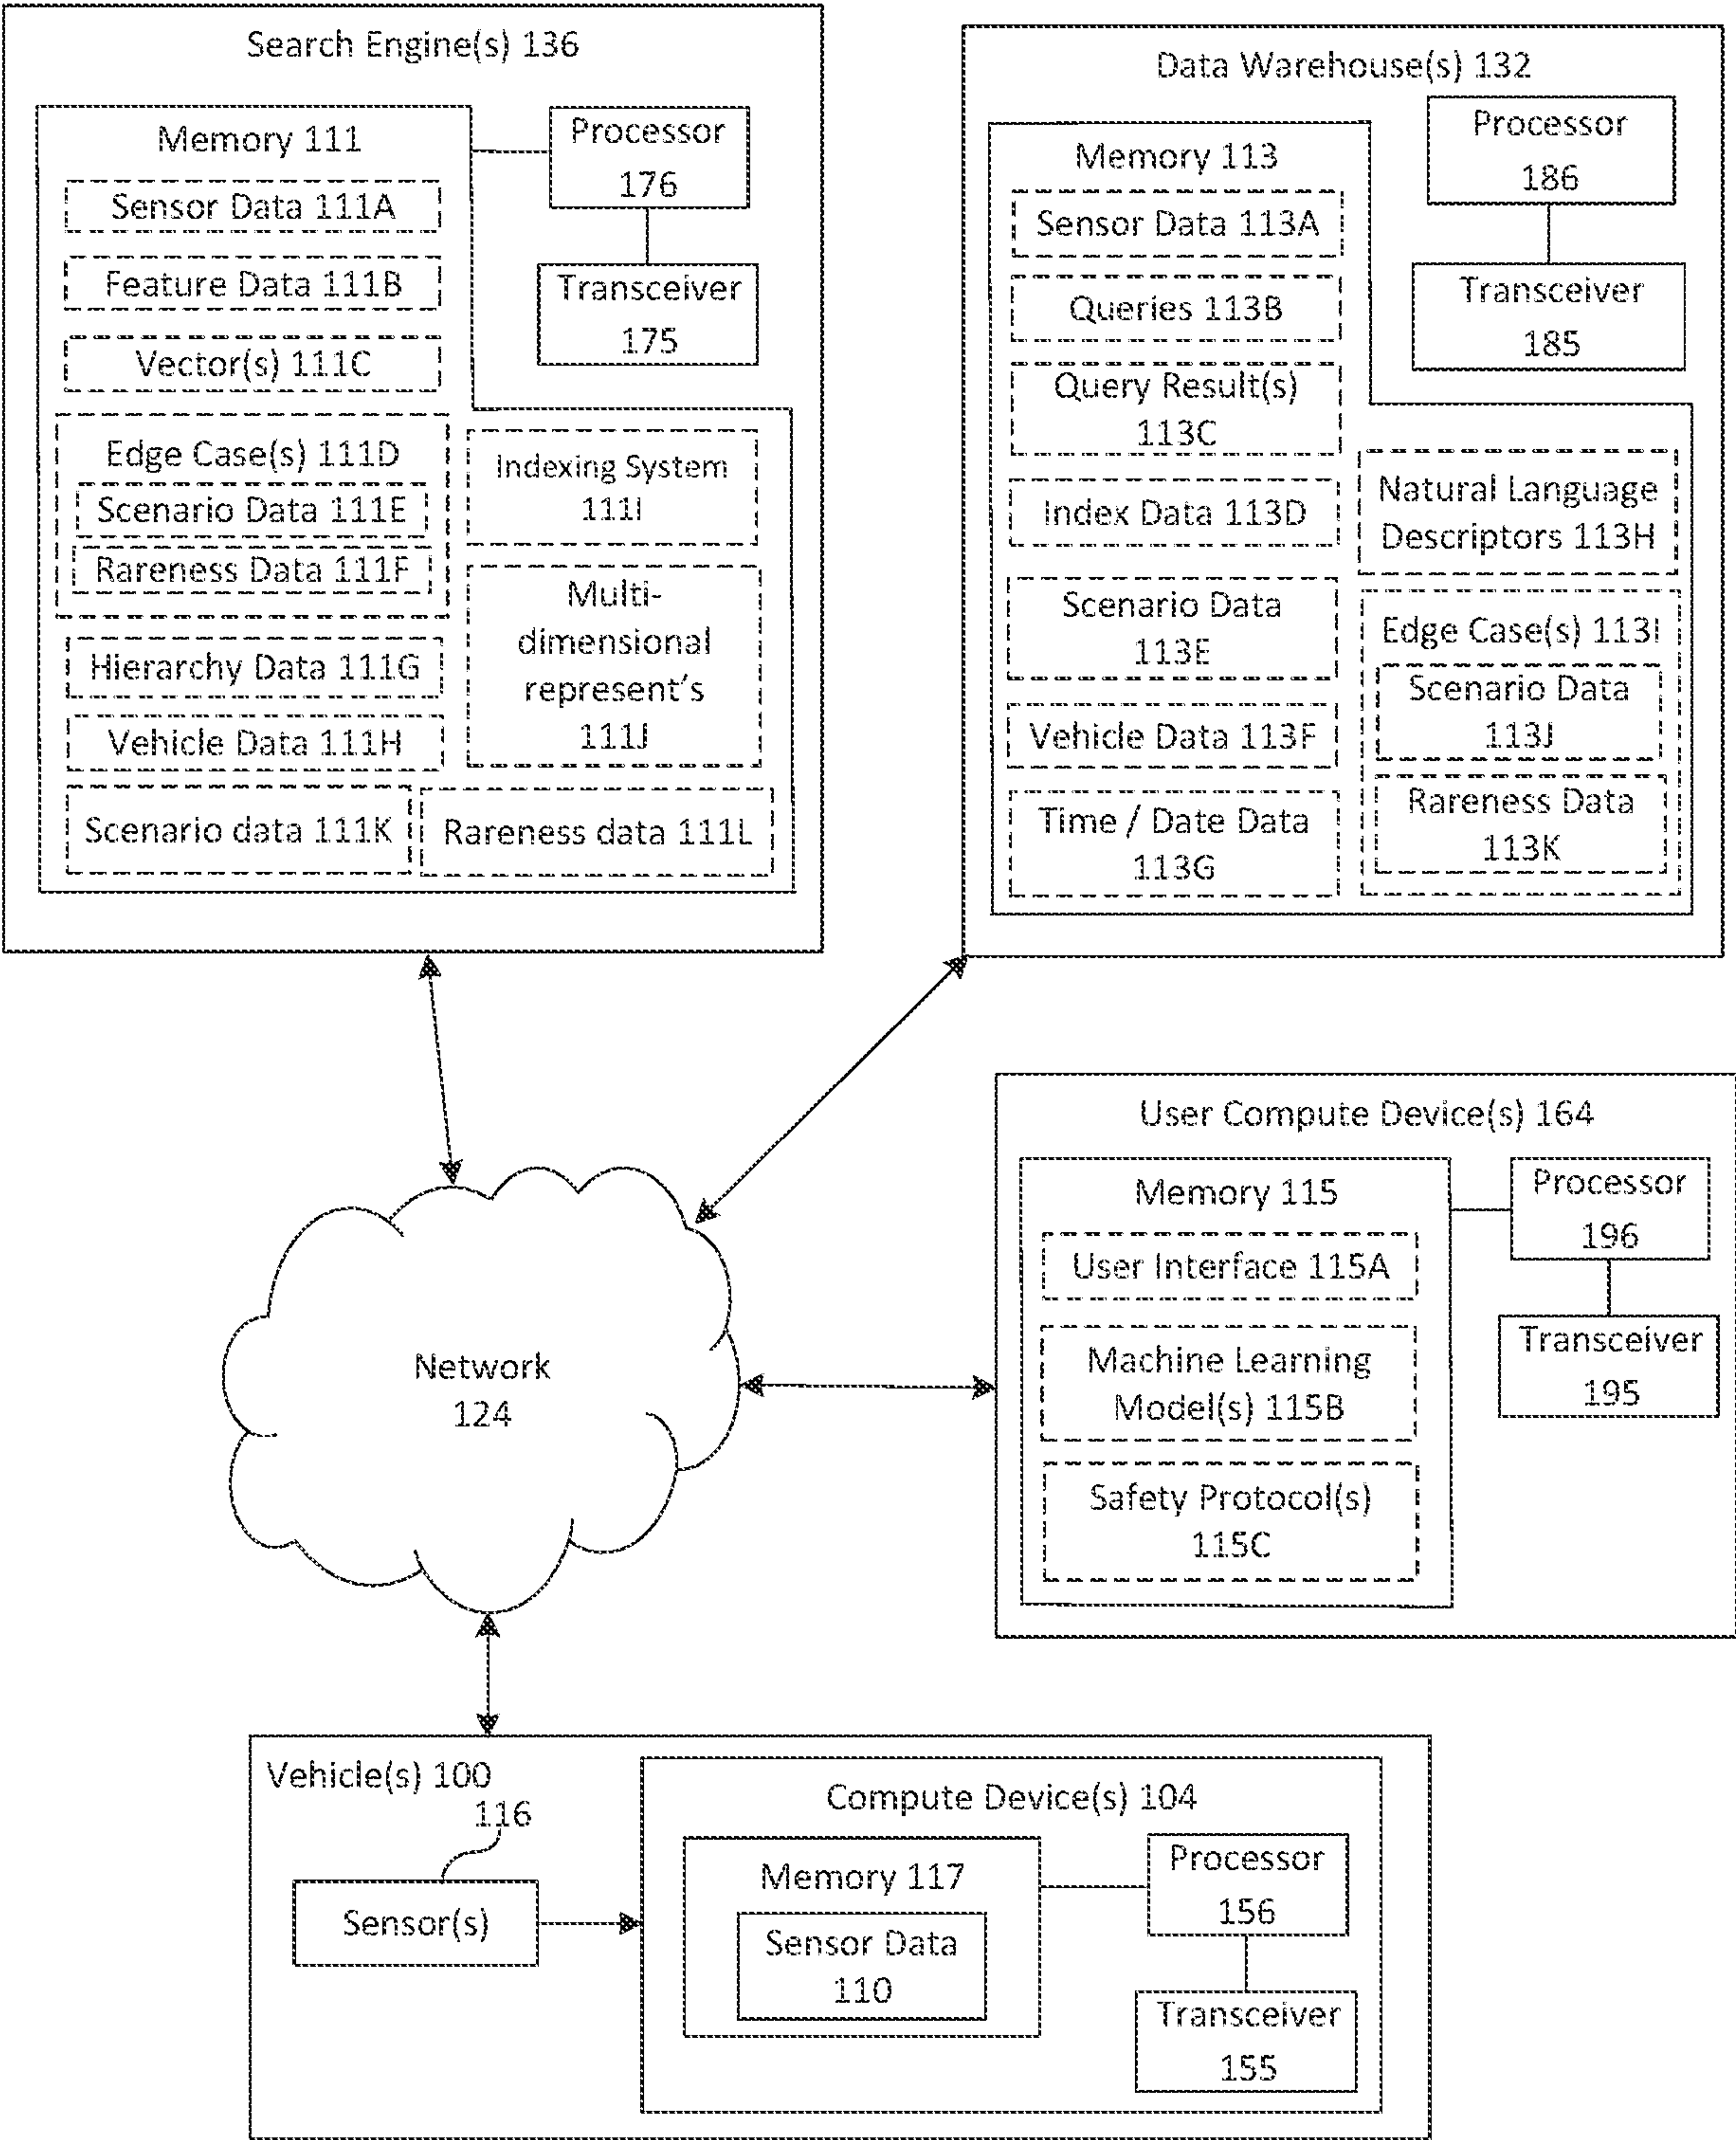 Search Engine(s) 136
Memory 111
Sensor Data 111A
Feature Data 111B
Vector(s) 111C
Edge Case(s) 111D
Scenario Data 111E
Rareness Data 111F
Hierarchy Data 111G
Vehicle Data 111H
Scenario data 111K
Rareness data 111L
Indexing System
111I
Multi-
dimensional
represent's
111J
Processor
176
Transceiver
175
Data Warehouse(s) 132
Memory 113
Sensor Data 113A
Queries 113B
Query Result(s)
113C
Index Data 113D
Scenario Data
113E
Vehicle Data 113F
Time / Date Data
113G
Natural Language
Descriptors 113H
Edge Case(s) 113I
Scenario Data
113J
Rareness Data
113K
Processor
186
Transceiver
185
User Compute Device(s) 164
Memory 115
User Interface 115A
Machine Learning
Model(s) 115B
Safety Protocol(s)
115C
Processor
196
Transceiver
195
Network
124
Vehicle(s) 100
116
Sensor(s)
Compute Device(s) 104
Memory 117
Sensor Data
110
Processor
156
Transceiver
155